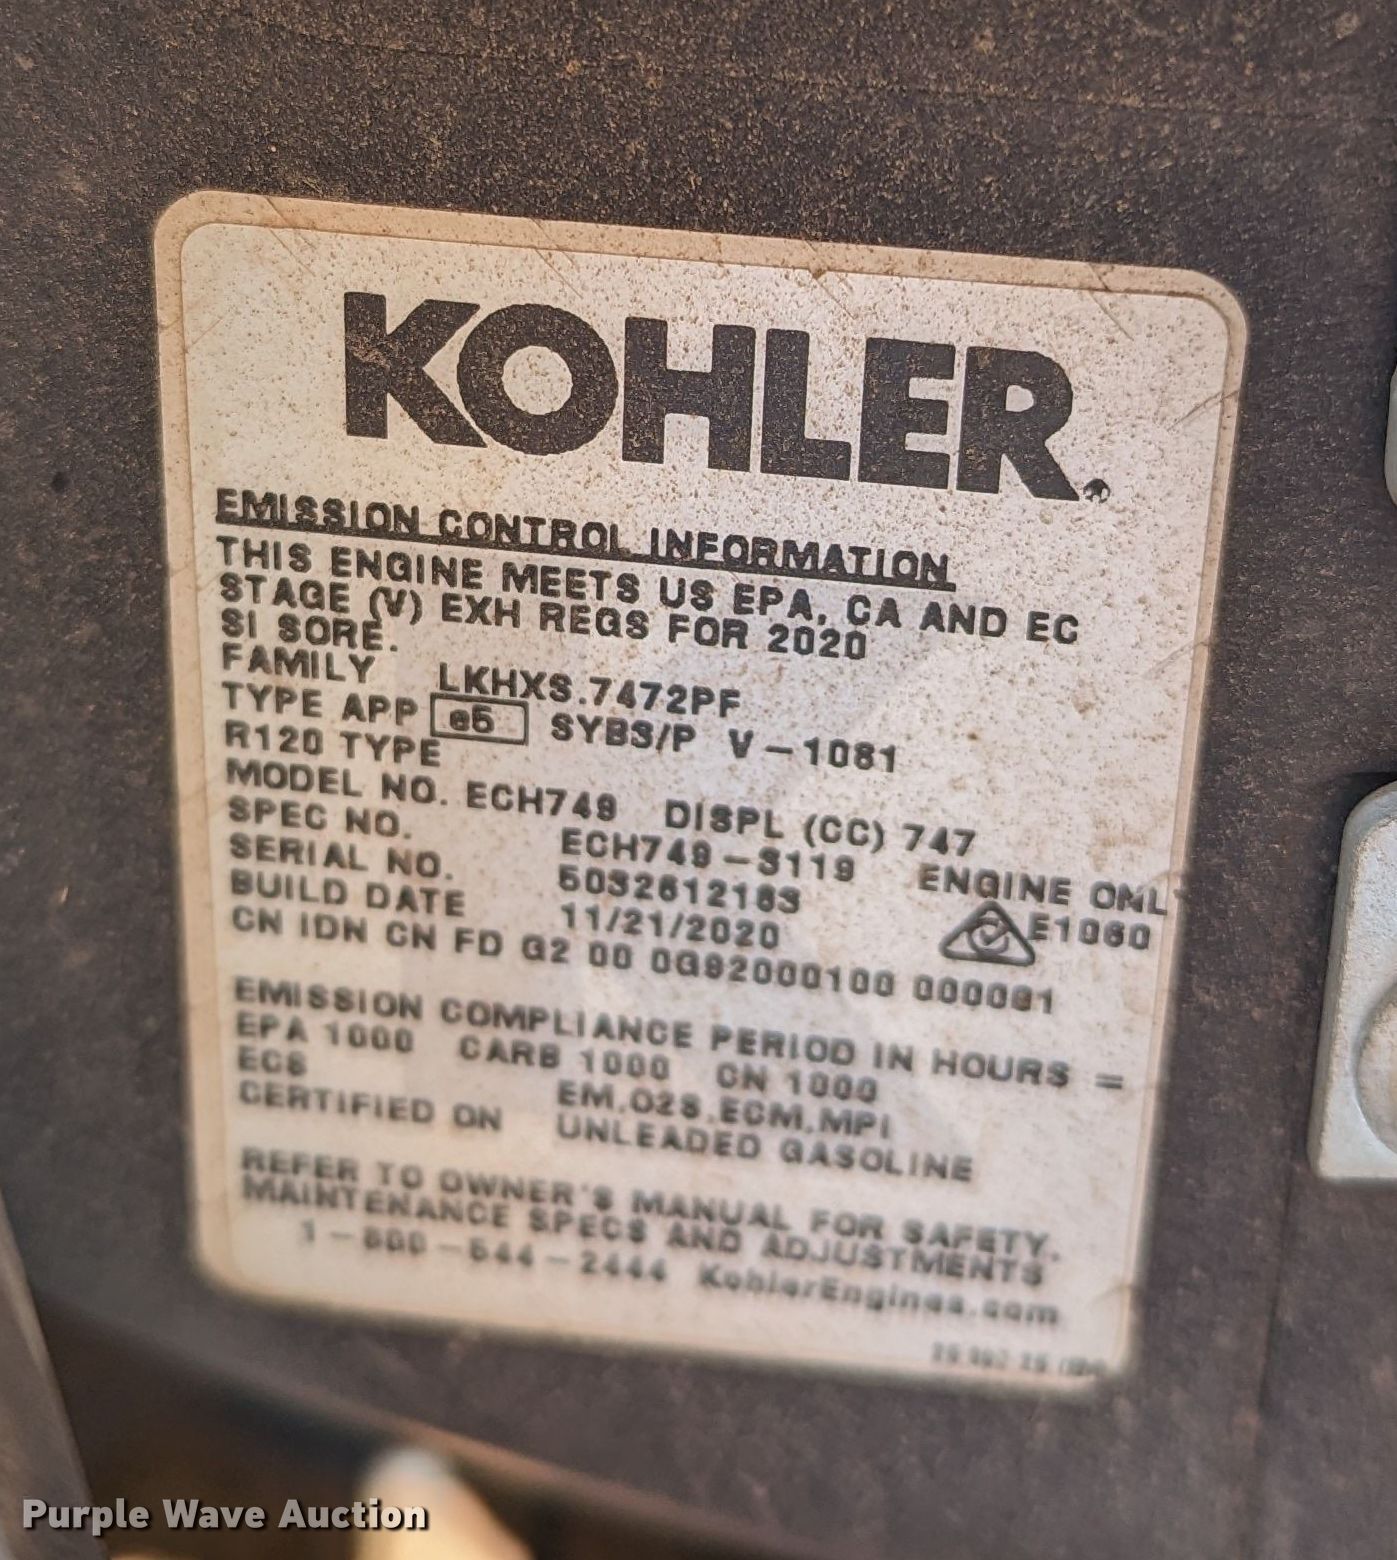 KOHLER®
EMISSION CONTROL INFORMATION
THIS ENGINE MEETS US EPA, CA AND EC
STAGE (V) EXH REGS FOR 2020
SI SORE.
FAMILY LKHXS.7472PF
TYPE APP e5 SYBS/P V-1081
R120 TYPE
MODEL NO. ECH749 DISPL (CC) 747
SPEC NO. ECH749-3119 ENGINE ONL
SERIAL NO. 5032612183 E1060
BUILD DATE 11/21/2020
CN IDN CN FD G2 00 0G92000100 000081
EMISSION COMPLIANCE PERIOD IN HOURS =
EPA 1000 CARB 1000 CN 1000
ECS EM.O2S.ECM.MPI
CERTIFIED ON UNLEADED GASOLINE
REFER TO OWNER'S MANUAL FOR SAFETY,
MAINTENANCE SPECS AND ADJUSTMENTS
1-800-544-2444 KohlerEngines.com
Purple Wave Auction